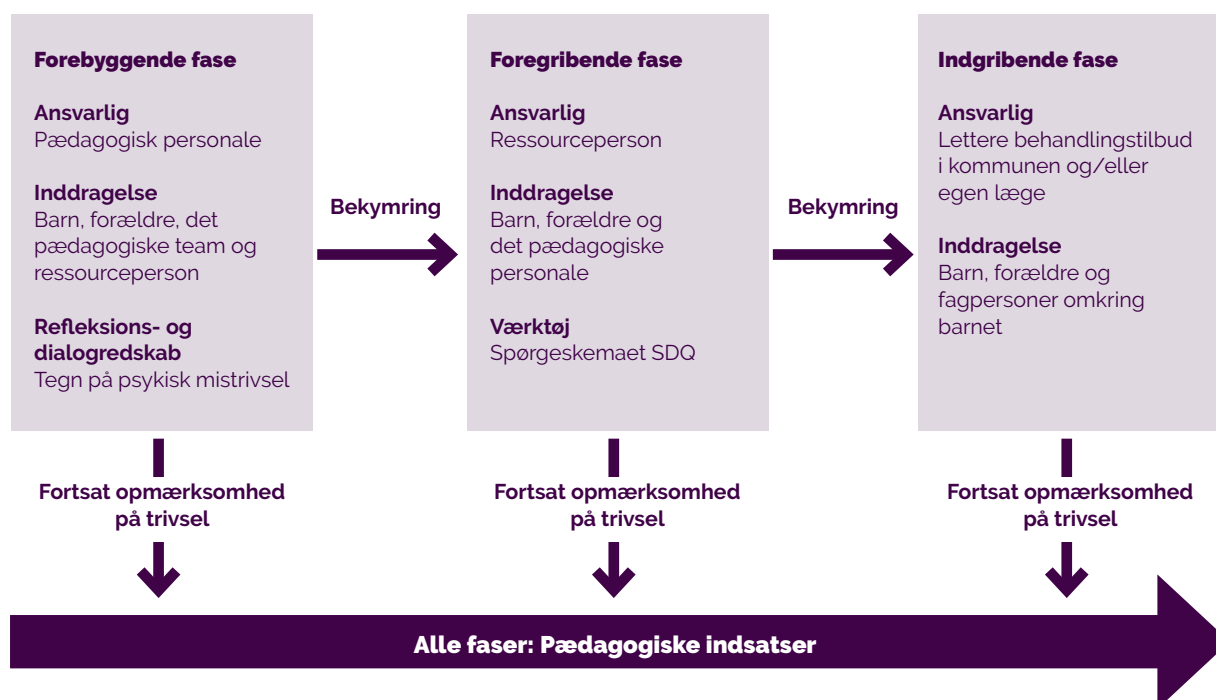 Forebyggende fase
Ansvarlig
Pædagogisk personale
Inddragelse
Barn, forældre, det
pædagogiske team og
ressourceperson
Refleksions- og
dialogredskab
Tegn på psykisk mistrivsel
Bekymring
Foregribende fase
Ansvarlig
Ressourceperson
Inddragelse
Barn, forældre og
det pædagogiske
personale
Værktøj
Spørgeskemaet SDQ
Bekymring
Indgribende fase
Ansvarlig
Lettere behandlingstilbud
i kommunen og/eller
egen læge
Inddragelse
Barn, forældre og
fagpersoner omkring
barnet
Fortsat opmærksomhed
på trivsel
Fortsat opmærksomhed
på trivsel
Fortsat opmærksomhed
på trivsel
Alle faser: Pædagogiske indsatser